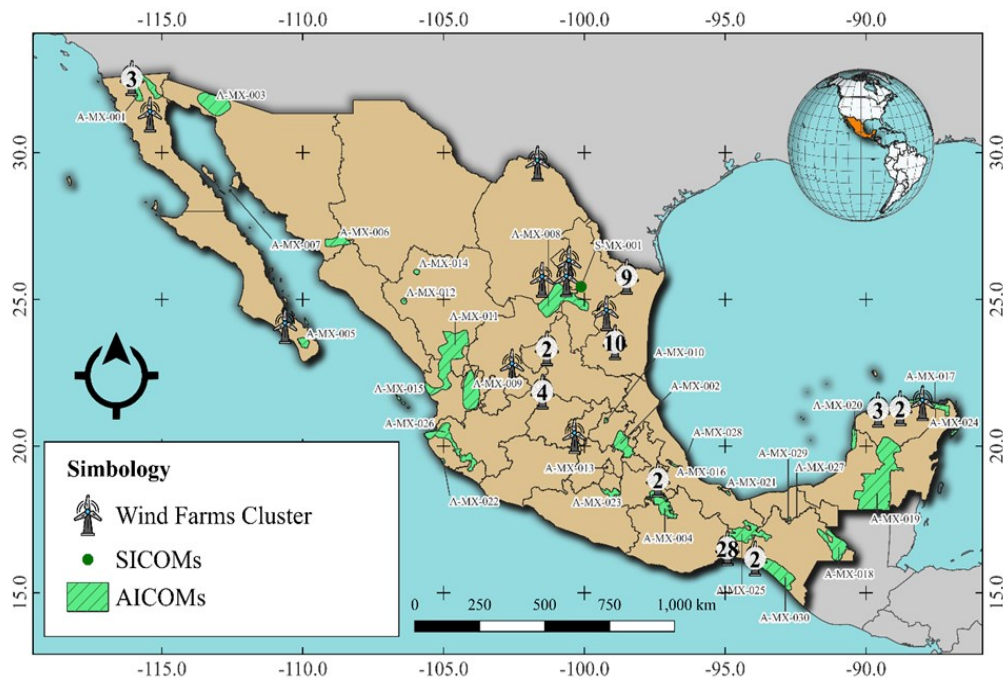 -115.0
-110.0
-105.0
-100.0
-95.0
-90.0
3
A-MX-003
A-MX-001
30.0
30.0
A-MX-007
A-MX-006
A-MX-008
S-MX-001
A-MX-014
9
25.0
25.0
A-MX-012
A-MX-011
A-MX-005
10
2
A-MX-010
A-MX-015
A-MX-009
4
A-MX-002
A-MX-017
A-MX-020
3
2
A-MX-024
20.0
20.0
A-MX-026
A-MX-028
A-MX-029
A-MX-013
A-MX-016
A-MX-027
2
A-MX-021
A-MX-022
A-MX-023
A-MX-019
A-MX-004
28
2
A-MX-018
A-MX-025
A-MX-030
15.0
15.0
Simbology
Wind Farms Cluster
SICOMs
AICOMs
0
250
500
750
1,000 km
-115.0
-110.0
-105.0
-100.0
-95.0
-90.0